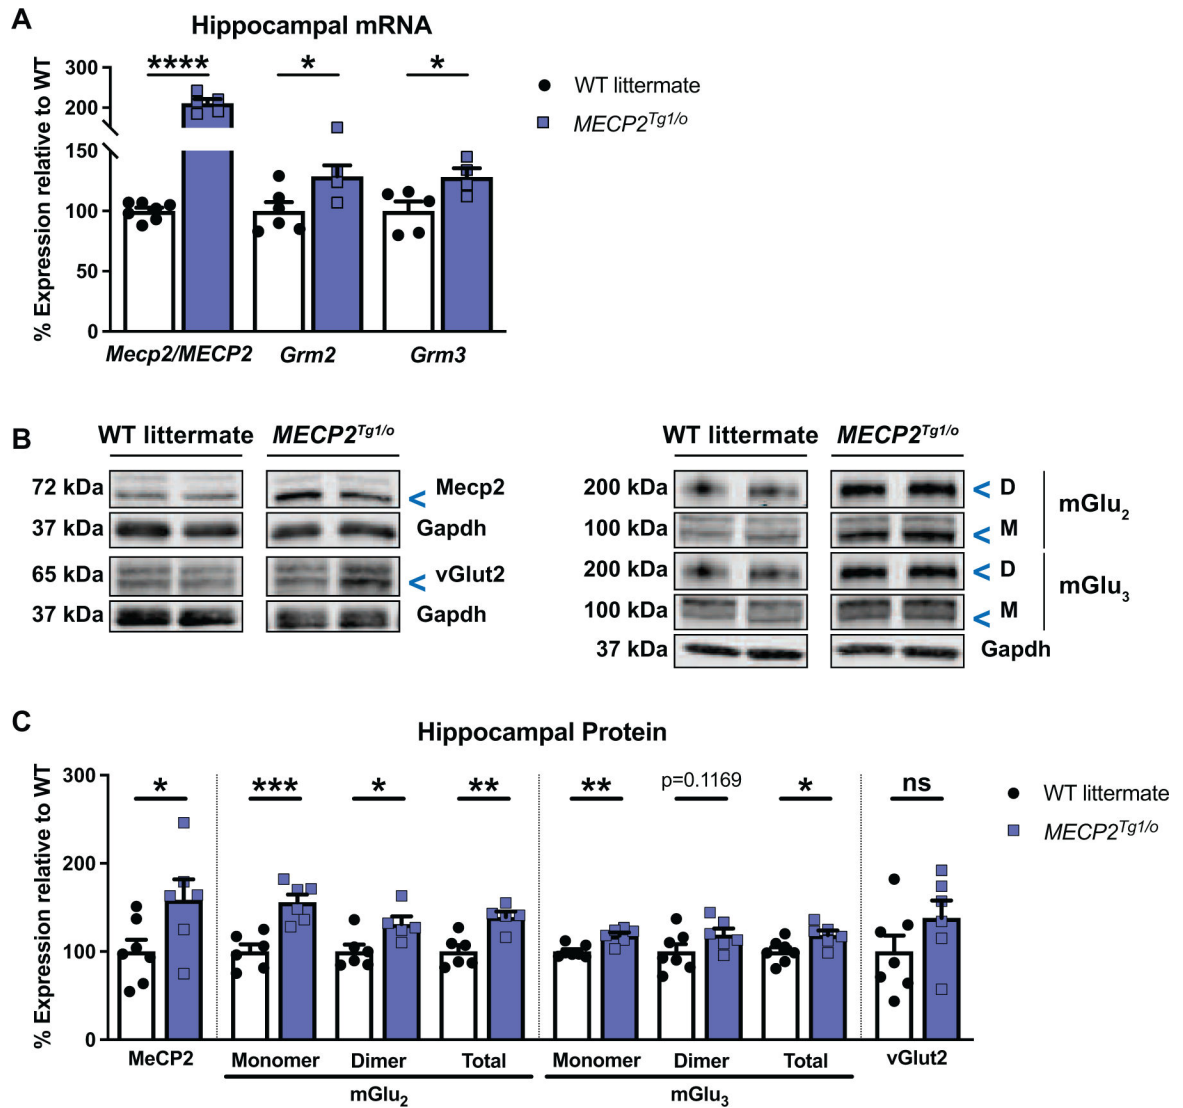 A
Hippocampal mRNA
% Expression relative to WT
300
200
150
100
50
0
****
*
*
WT littermate
MECP2Tg1/o
Mecp2/MECP2
Grm2
Grm3
B
WT littermate
MECP2Tg1/o
72 kDa
Mecp2
37 kDa
Gapdh
65 kDa
vGlut2
37 kDa
Gapdh
WT littermate
MECP2Tg1/o
200 kDa
D
100 kDa
M
mGlu2
200 kDa
D
100 kDa
M
mGlu3
37 kDa
Gapdh
C
Hippocampal Protein
% Expression relative to WT
300
200
100
0
*
***
*
**
**
p=0.1169
*
ns
WT littermate
MECP2Tg1/o
MeCP2
Monomer
Dimer
Total
Monomer
Dimer
Total
vGlut2
mGlu2
mGlu3